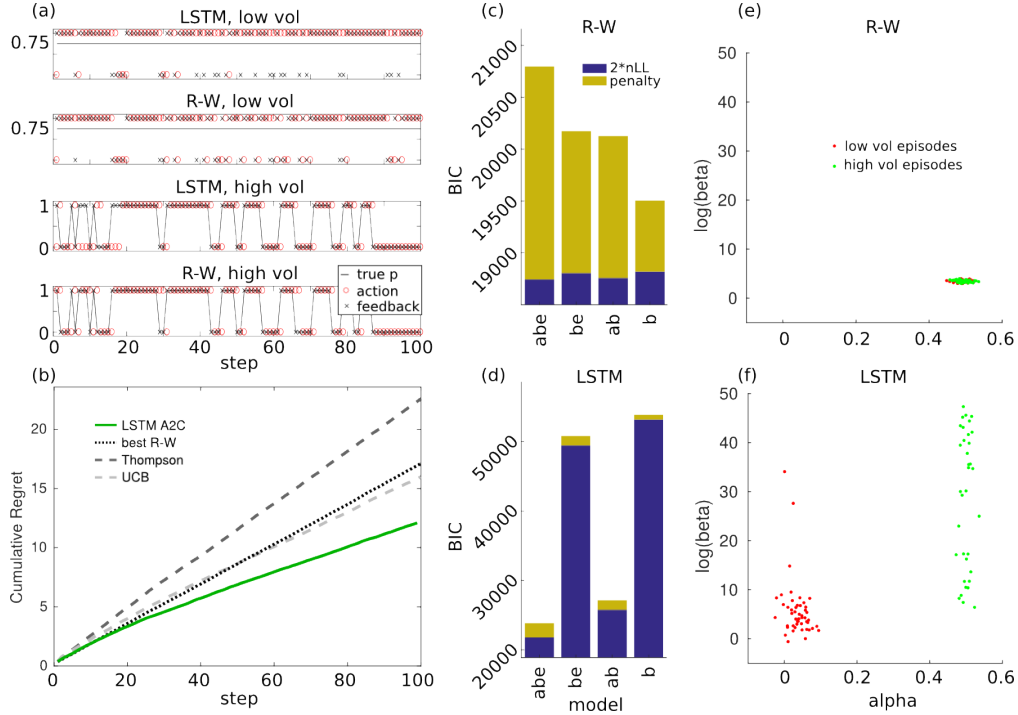 (a)
LSTM, low vol
0.75
R-W, low vol
0.75
LSTM, high vol
1
0
R-W, high vol
1
0
true p
action
feedback
0 20 40 60 80 100
step
(b)
Cumulative Regret
20
15
10
5
0
LSTM A2C
best R-W
Thompson
UCB
0 20 40 60 80 100
step
(c)
R-W
BIC
21000
20500
20000
19500
19000
2*nLL
penalty
abe be ab b
(d)
LSTM
BIC
50000
40000
30000
20000
abe be ab b
model
(e)
R-W
log(beta)
50
40
30
20
10
0
low vol episodes
high vol episodes
0 0.2 0.4 0.6
(f)
LSTM
log(beta)
50
40
30
20
10
0
0 0.2 0.4 0.6
alpha